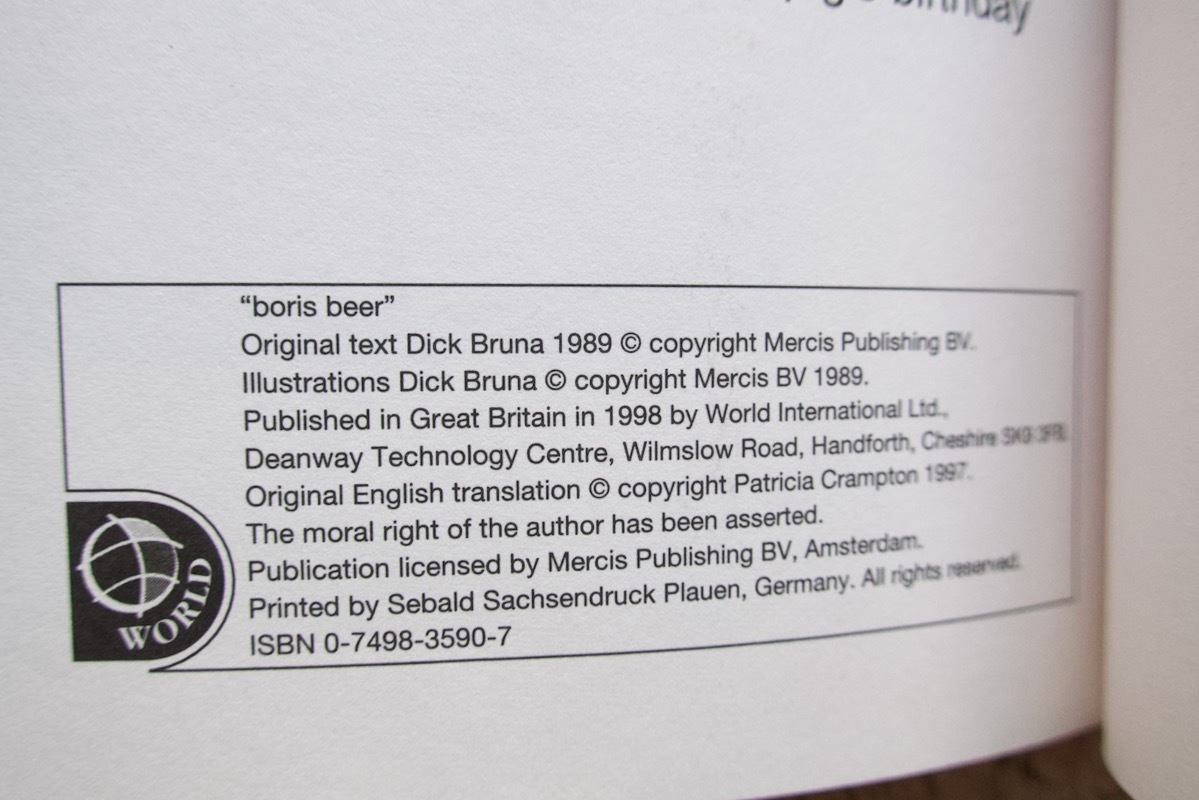 birthday
“boris beer”
Original text Dick Bruna 1989 © copyright Mercis Publishing BV.
Illustrations Dick Bruna © copyright Mercis BV 1989.
Published in Great Britain in 1998 by World International Ltd.,
Deanway Technology Centre, Wilmslow Road, Handforth, Cheshire
Original English translation © copyright Patricia Crampton 1997.
The moral right of the author has been asserted.
Publication licensed by Mercis Publishing BV, Amsterdam.
Printed by Sebald Sachsendruck Plauen, Germany. All rights reserved.
ISBN 0-7498-3590-7
WORLD